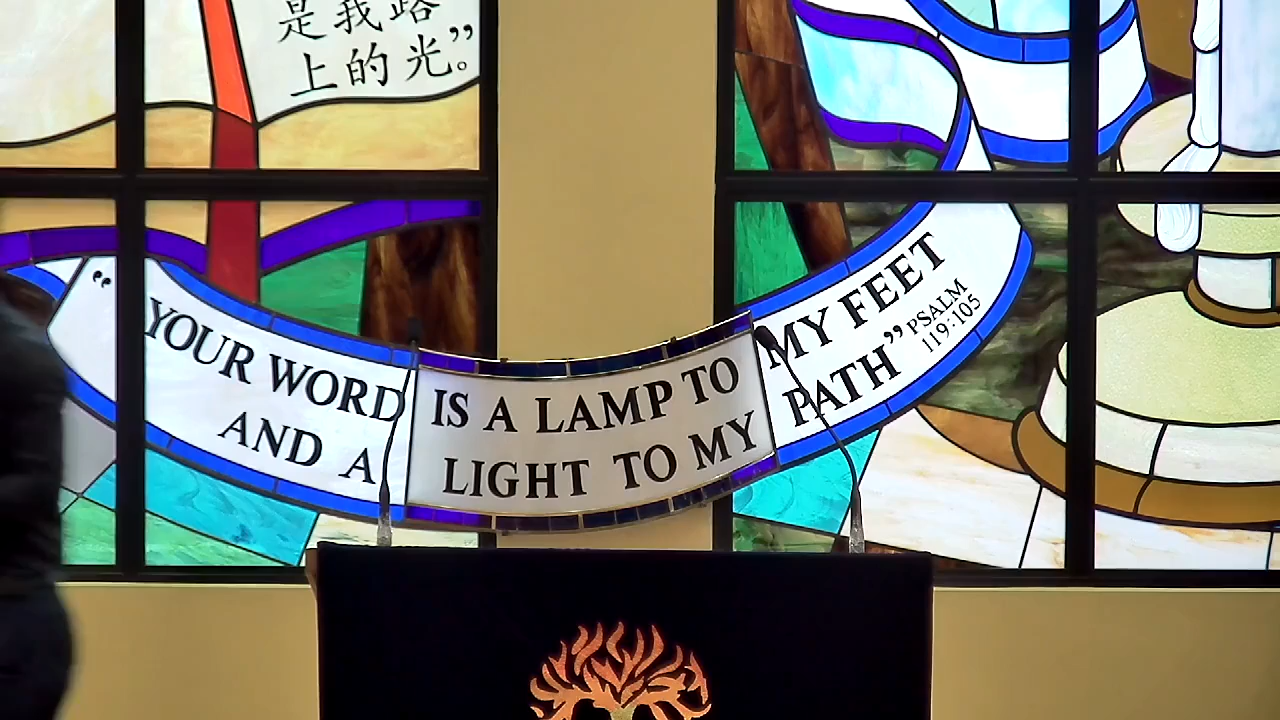 是我路
上的光”。
“YOUR WORD IS A LAMP TO MY FEET
AND A LIGHT TO MY PATH”
PSALM
119:105